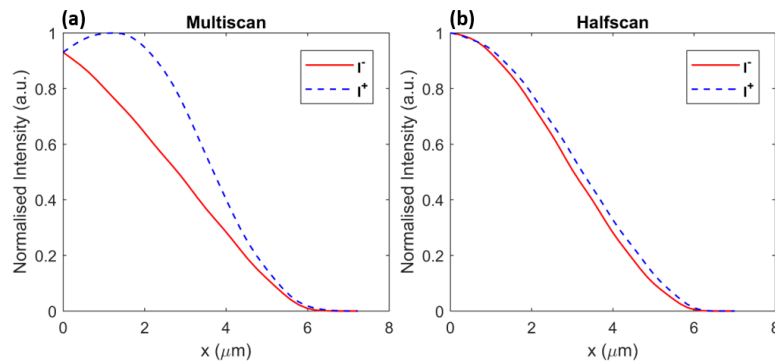 (a) Multiscan
1
0.8
0.6
0.4
0.2
0
Normalised Intensity (a.u.)
I-
I+
0 2 4 6 8
x (μm)
(b) Halfscan
1
0.8
0.6
0.4
0.2
0
Normalised Intensity (a.u.)
I-
I+
0 2 4 6 8
x (μm)